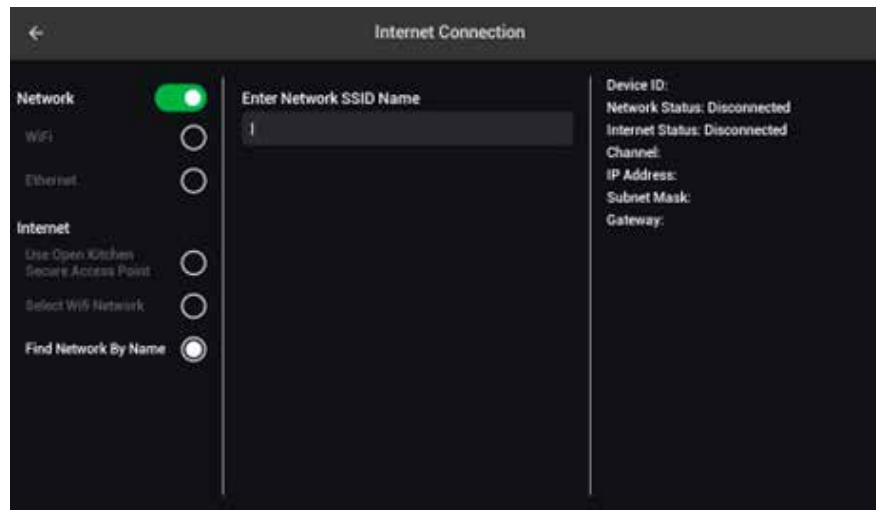 Internet Connection
Network
WiFi
Ethernet
Internet
Use Open Kitchen
Secure Access Point
Select Wifi Network
Find Network By Name
Enter Network SSID Name
Device ID:
Network Status: Disconnected
Internet Status: Disconnected
Channel:
IP Address:
Subnet Mask:
Gateway: